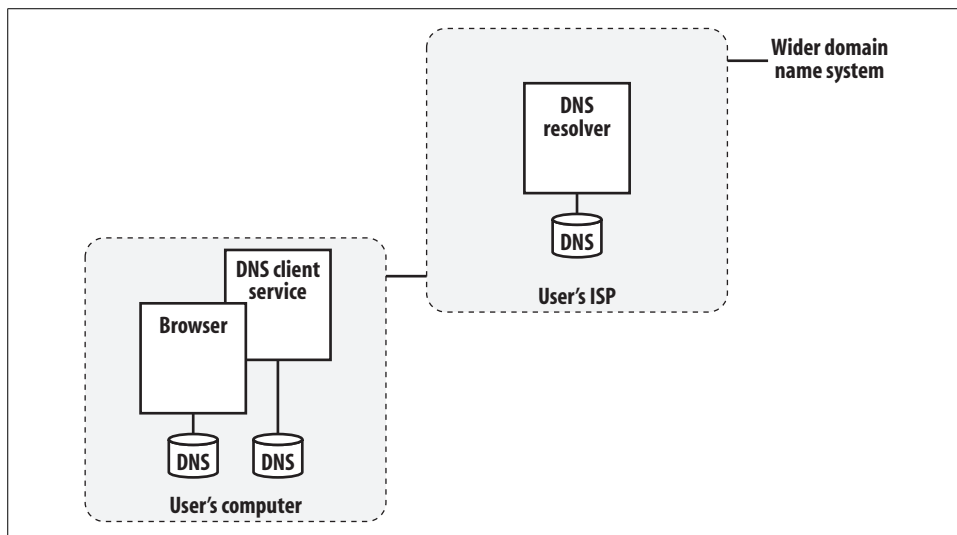 Wider domain
name system
DNS
resolver
DNS
User's ISP
DNS client
service
Browser
DNS
DNS
User's computer